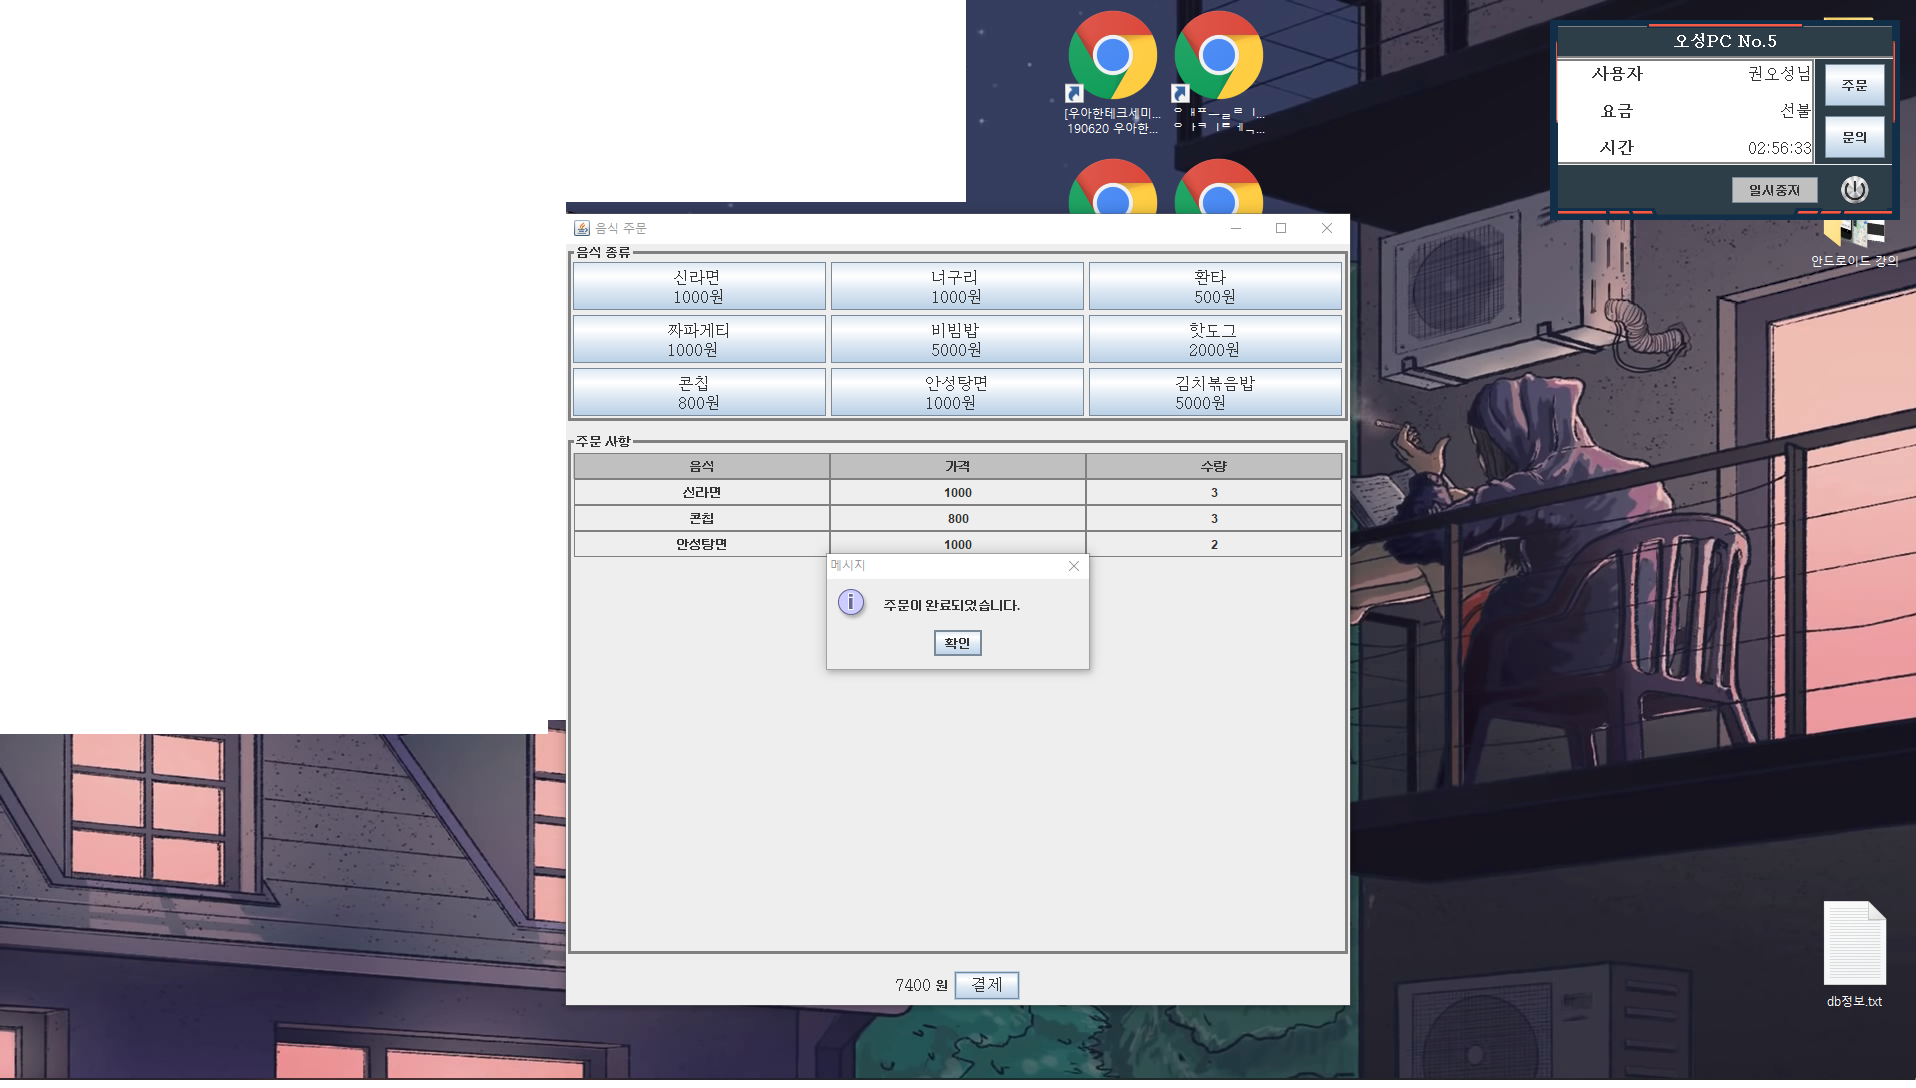 [우아한테크세미...
190620 우아한...
오성PC No.5
사용자 권오성님
요금 선불
시간 02:56:33
주문
문의
일시중지
안드로이드 강의
음식 주문
음식 종류
신라면
1000원
너구리
1000원
환타
500원
짜파게티
1000원
비빔밥
5000원
핫도그
2000원
콘칩
800원
안성탕면
1000원
김치볶음밥
5000원
주문 사항
음식 가격 수량
신라면 1000 3
콘칩 800 3
안성탕면 1000 2
메시지
주문이 완료되었습니다.
확인
7400 원 결제
db정보.txt